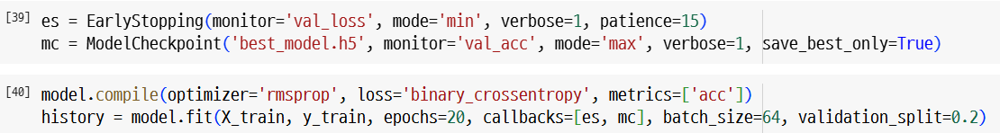 [39] es = EarlyStopping(monitor='val_loss', mode='min', verbose=1, patience=15)
mc = ModelCheckpoint('best_model.h5', monitor='val_acc', mode='max', verbose=1, save_best_only=True)
[40] model.compile(optimizer='rmsprop', loss='binary_crossentropy', metrics=['acc'])
history = model.fit(X_train, y_train, epochs=20, callbacks=[es, mc], batch_size=64, validation_split=0.2)